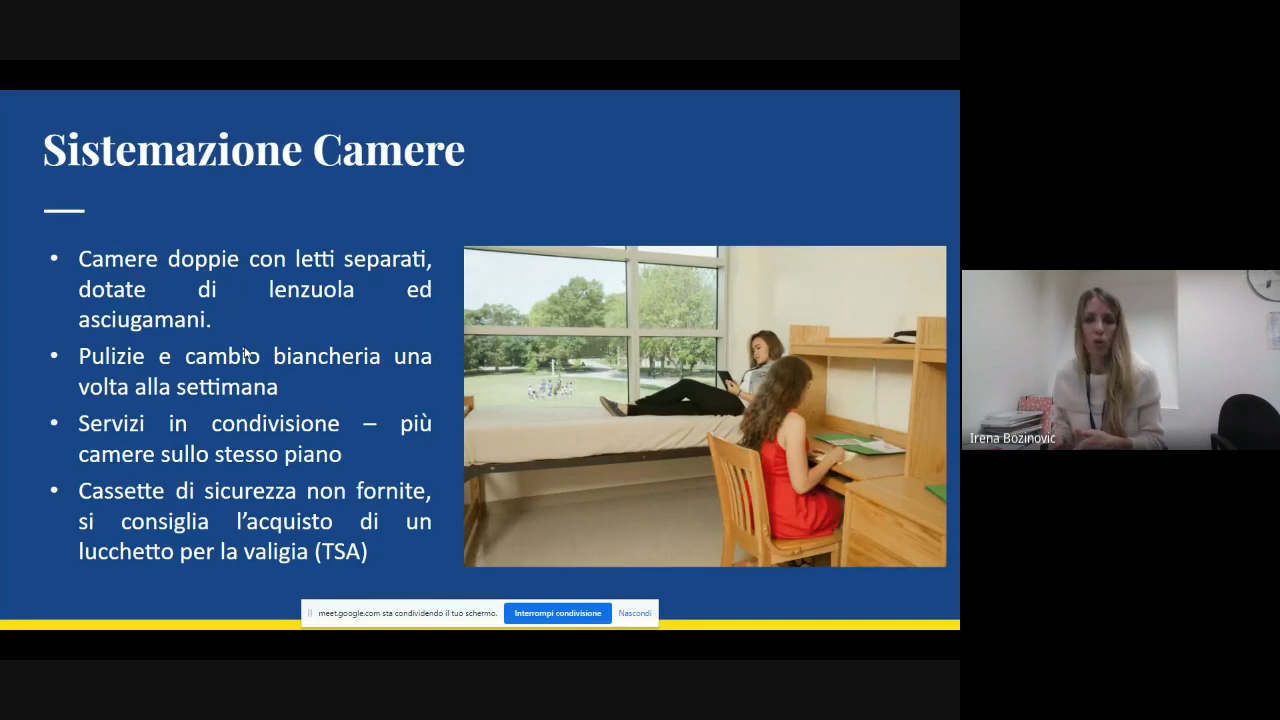 Sistemazione Camere
• Camere doppie con letti separati,
dotate di lenzuola ed
asciugamani.
• Pulizie e cambio biancheria una
volta alla settimana
• Servizi in condivisione – più
camere sullo stesso piano
• Cassette di sicurezza non fornite,
si consiglia l’acquisto di un
lucchetto per la valigia (TSA)
meet.google.com sta condividendo il tuo schermo. Interrompi condivisione Nascondi
Irena Bozinovic